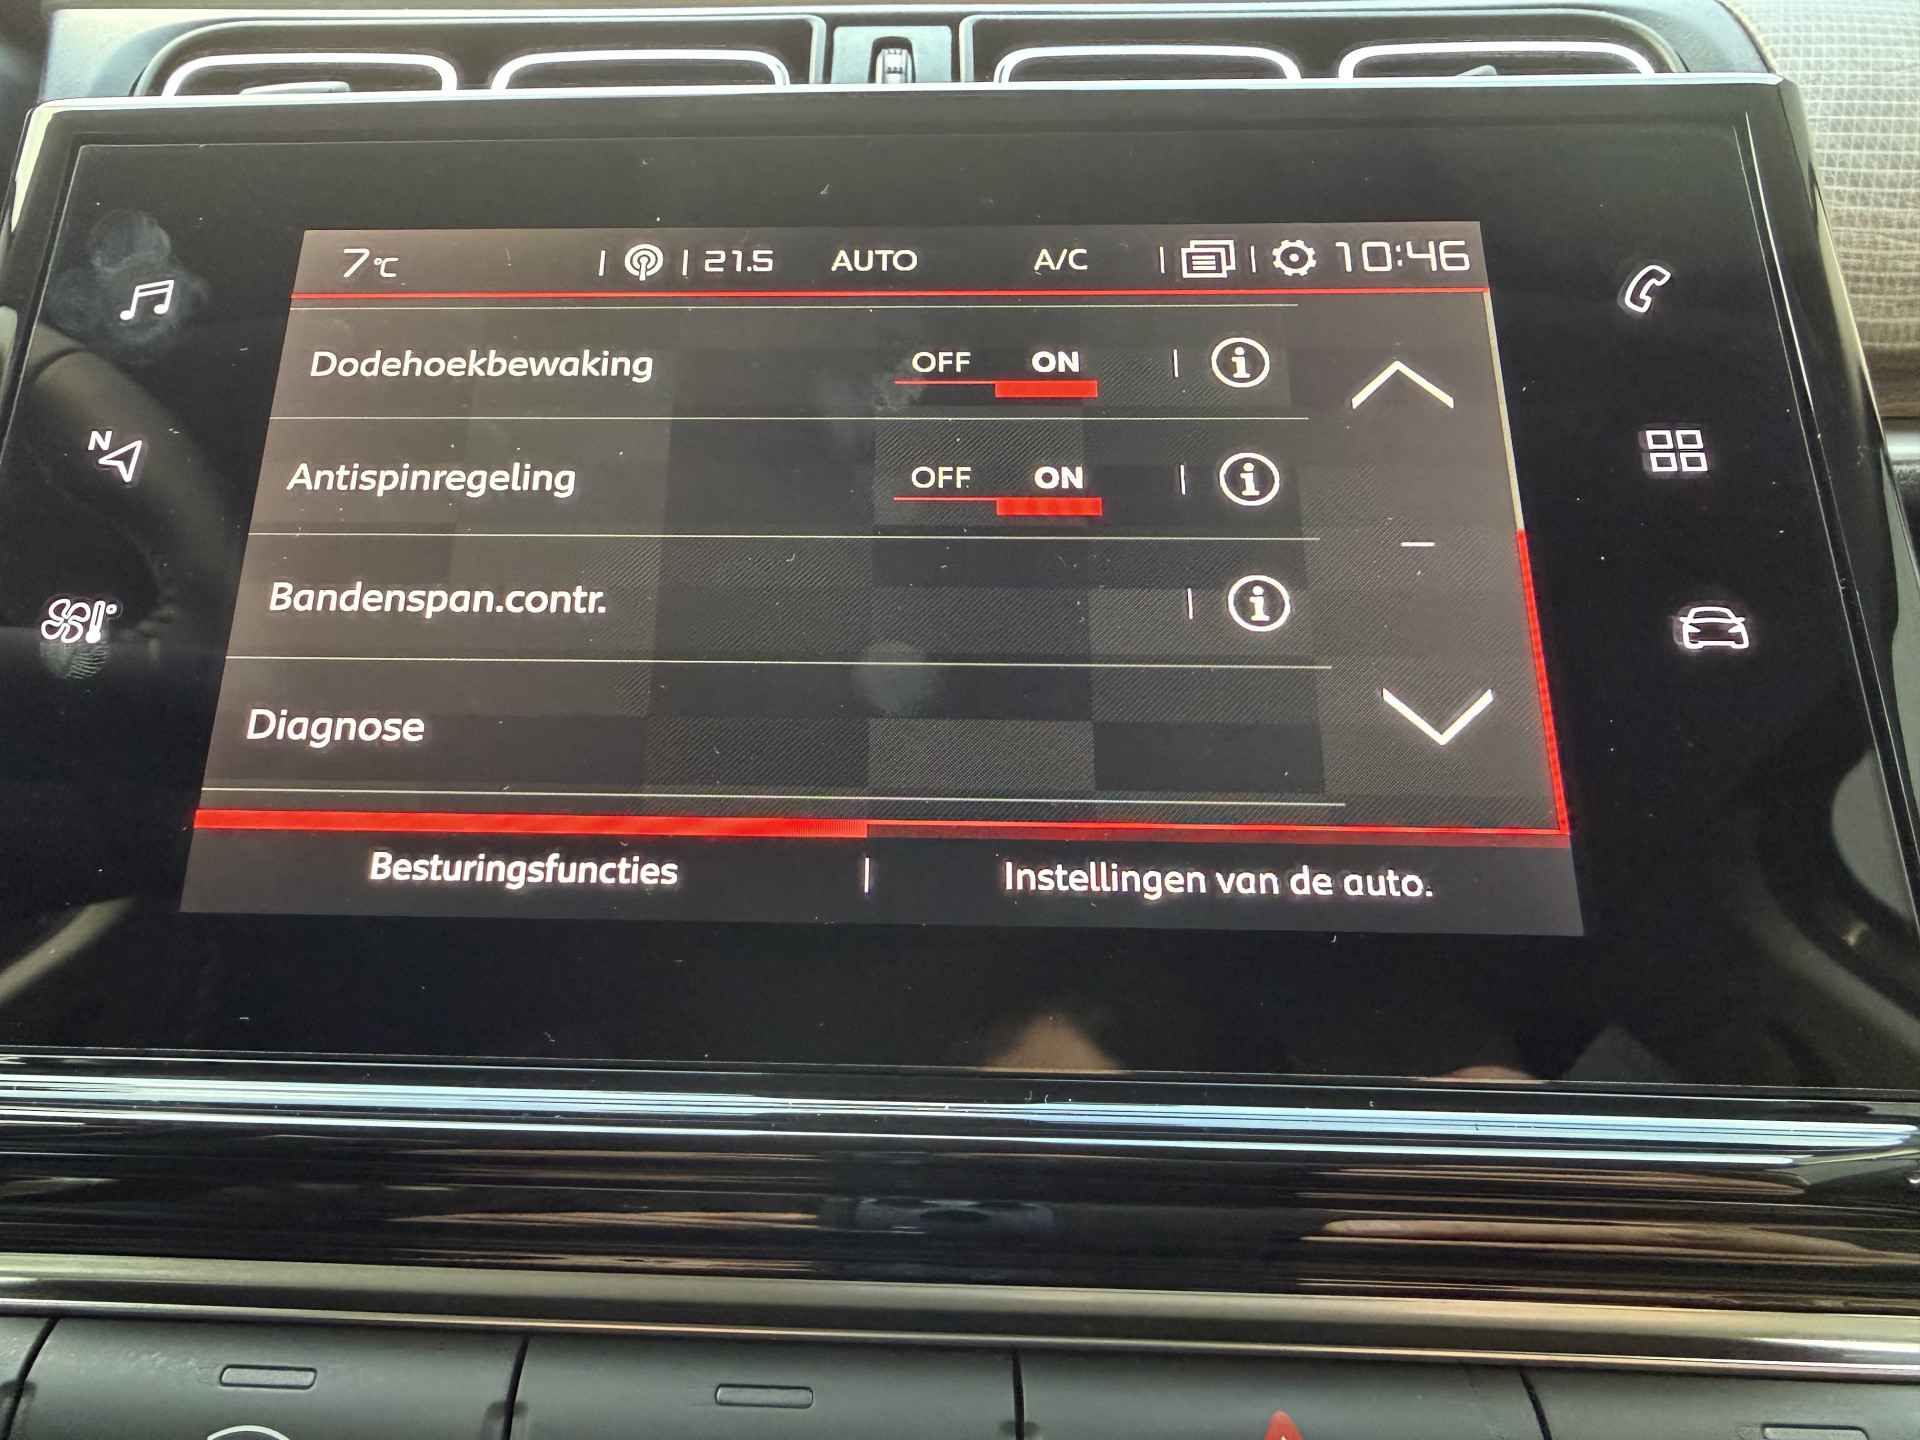 7°C 21.5 AUTO A/C 10:46
Dodehoekbewaking OFF ON
Antispinregeling OFF ON
N
Bandenspan.contr.
Diagnose
Besturingsfuncties Instellingen van de auto.